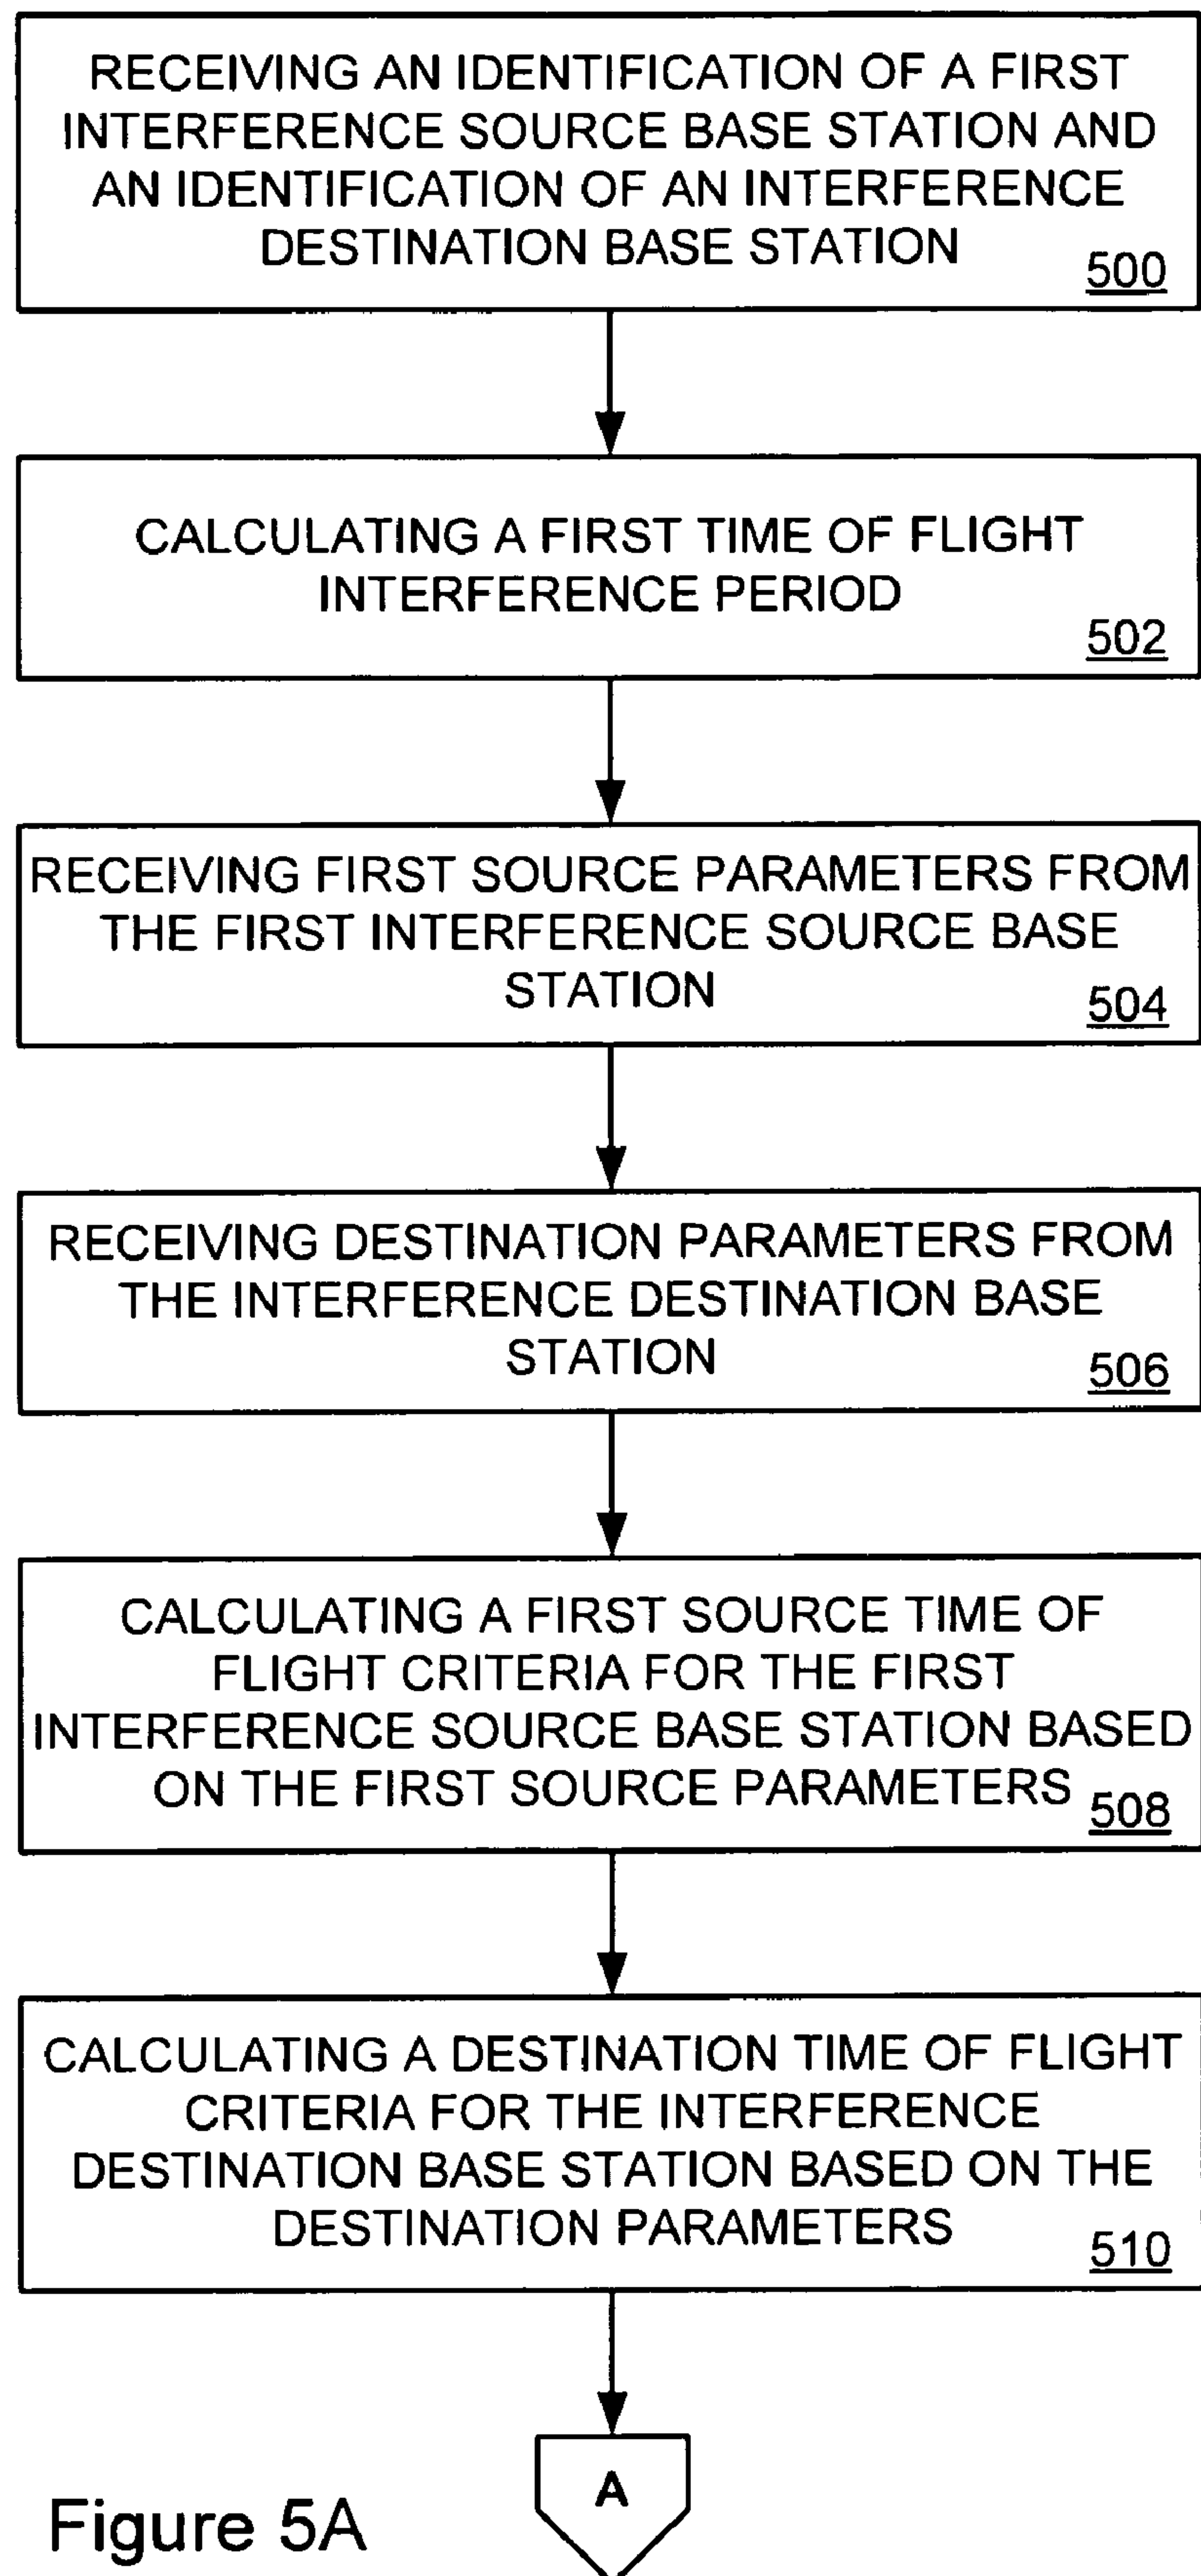 RECEIVING AN IDENTIFICATION OF A FIRST
INTERFERENCE SOURCE BASE STATION AND
AN IDENTIFICATION OF AN INTERFERENCE
DESTINATION BASE STATION
500
CALCULATING A FIRST TIME OF FLIGHT
INTERFERENCE PERIOD
502
RECEIVING FIRST SOURCE PARAMETERS FROM
THE FIRST INTERFERENCE SOURCE BASE
STATION
504
RECEIVING DESTINATION PARAMETERS FROM
THE INTERFERENCE DESTINATION BASE
STATION
506
CALCULATING A FIRST SOURCE TIME OF
FLIGHT CRITERIA FOR THE FIRST
INTERFERENCE SOURCE BASE STATION BASED
ON THE FIRST SOURCE PARAMETERS
508
CALCULATING A DESTINATION TIME OF FLIGHT
CRITERIA FOR THE INTERFERENCE
DESTINATION BASE STATION BASED ON THE
DESTINATION PARAMETERS
510
A
Figure 5A